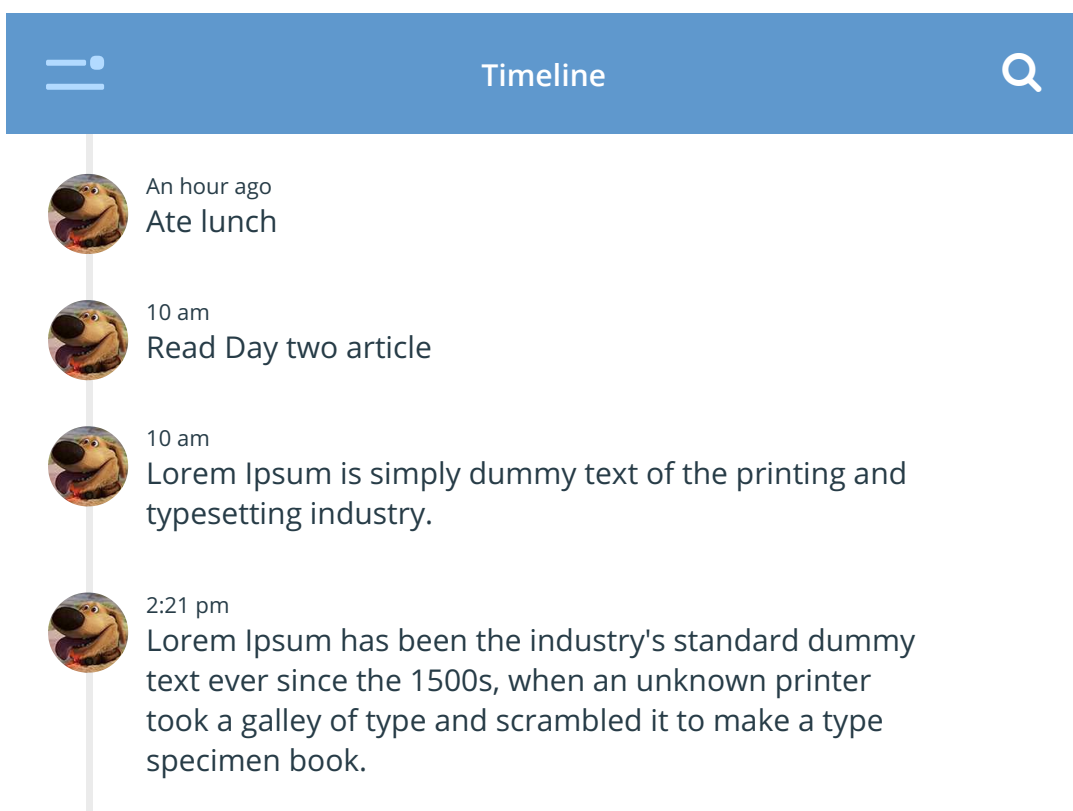 Timeline
An hour ago
Ate lunch
10 am
Read Day two article
10 am
Lorem Ipsum is simply dummy text of the printing and
typesetting industry.
2:21 pm
Lorem Ipsum has been the industry's standard dummy
text ever since the 1500s, when an unknown printer
took a galley of type and scrambled it to make a type
specimen book.